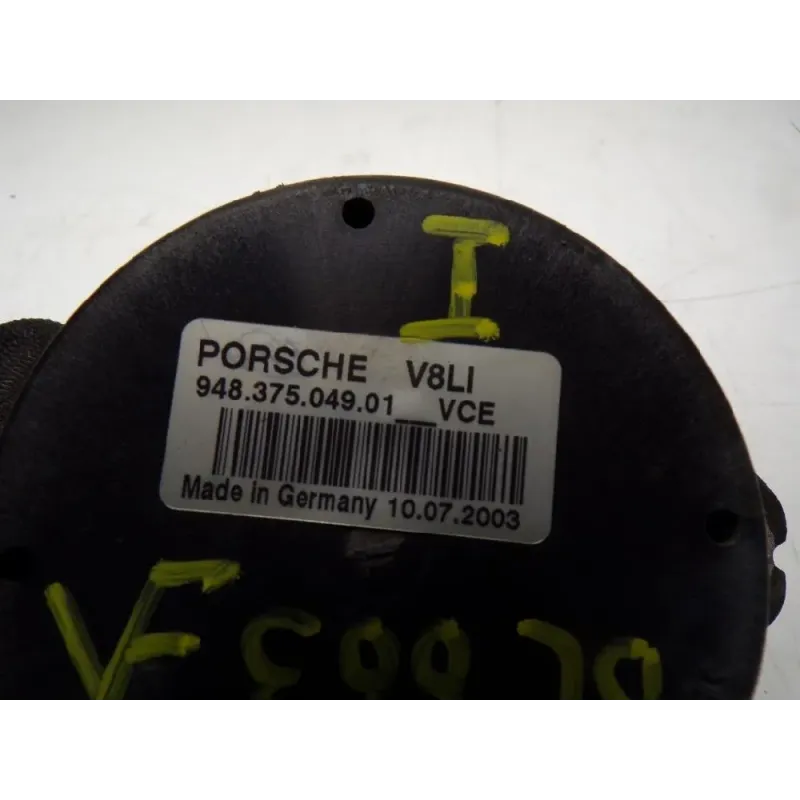 I
PORSCHE V8LI
948.375.049.01__VCE
Made in Germany 10.07.2003